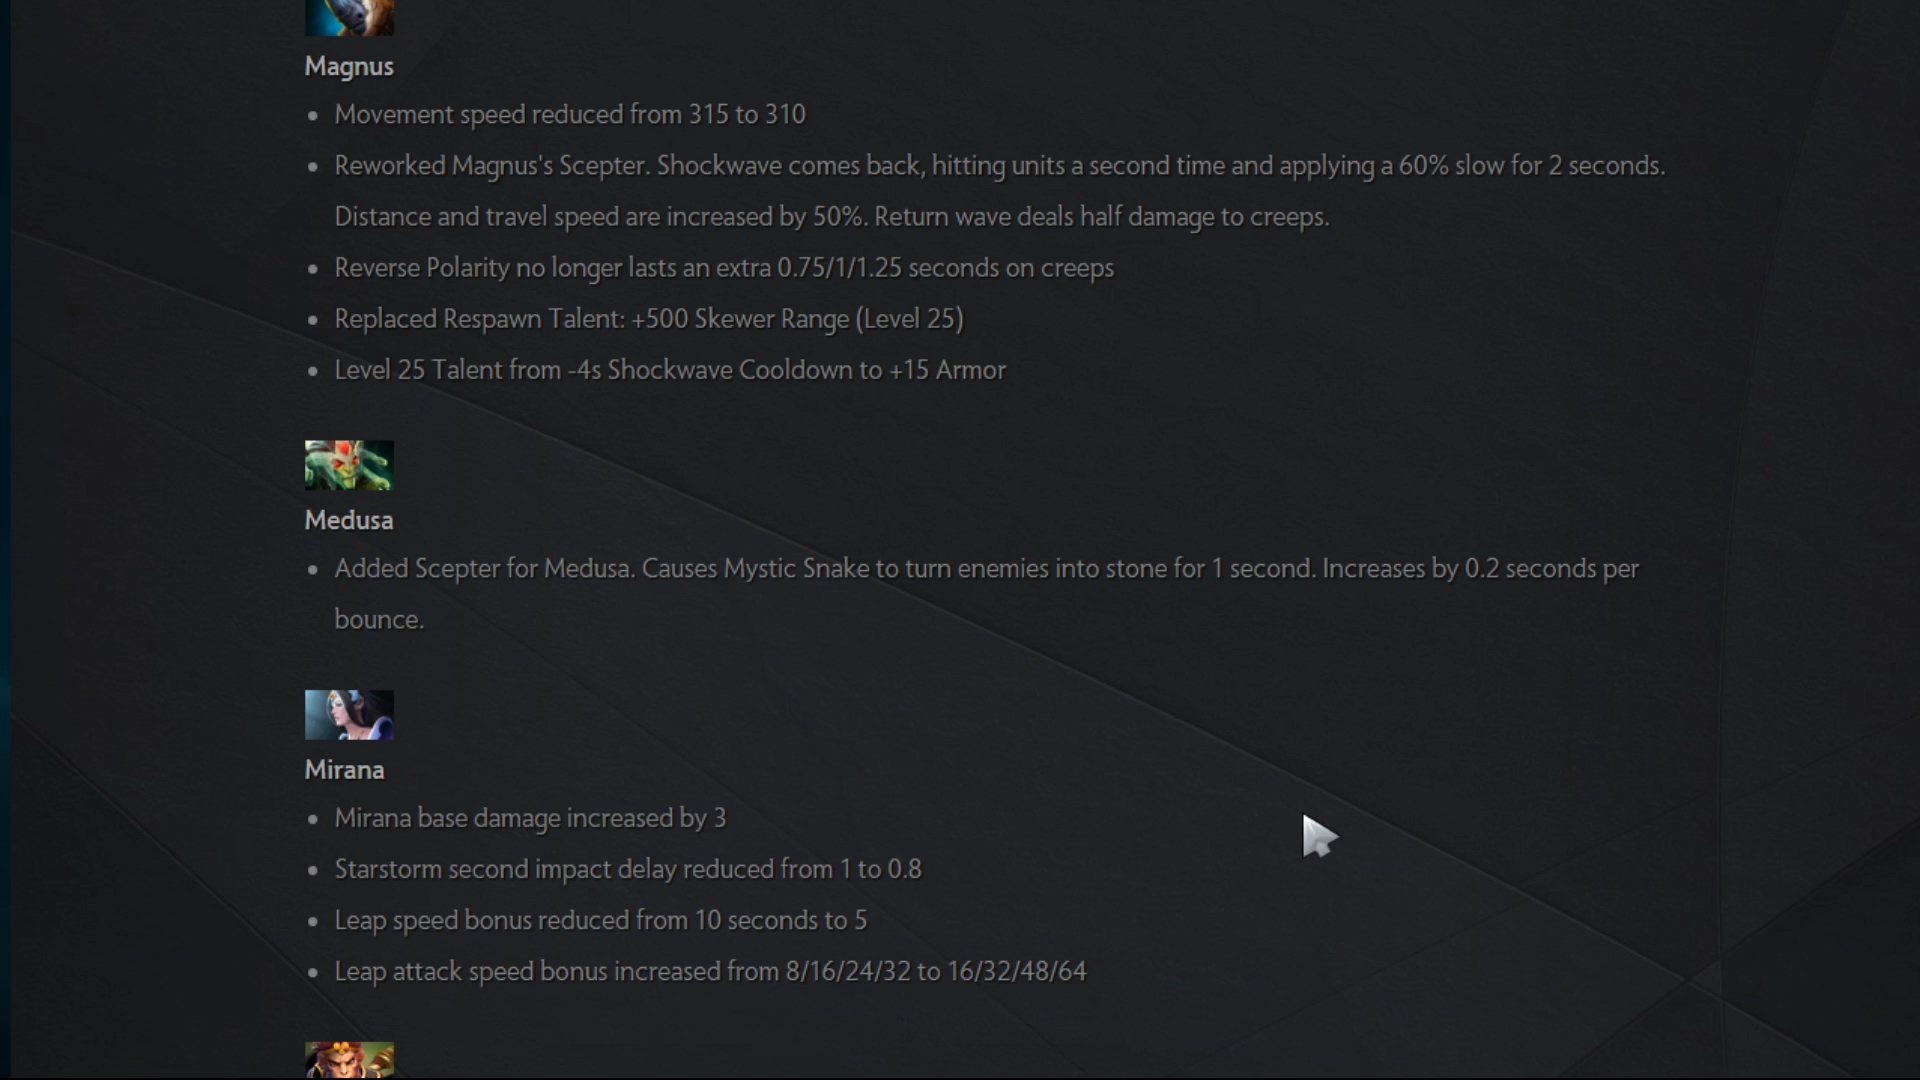 Magnus
• Movement speed reduced from 315 to 310
• Reworked Magnus's Scepter. Shockwave comes back, hitting units a second time and applying a 60% slow for 2 seconds.
Distance and travel speed are increased by 50%. Return wave deals half damage to creeps.
• Reverse Polarity no longer lasts an extra 0.75/1/1.25 seconds on creeps
• Replaced Respawn Talent: +500 Skewer Range (Level 25)
• Level 25 Talent from -4s Shockwave Cooldown to +15 Armor
Medusa
• Added Scepter for Medusa. Causes Mystic Snake to turn enemies into stone for 1 second. Increases by 0.2 seconds per
bounce.
Mirana
• Mirana base damage increased by 3
• Starstorm second impact delay reduced from 1 to 0.8
• Leap speed bonus reduced from 10 seconds to 5
• Leap attack speed bonus increased from 8/16/24/32 to 16/32/48/64